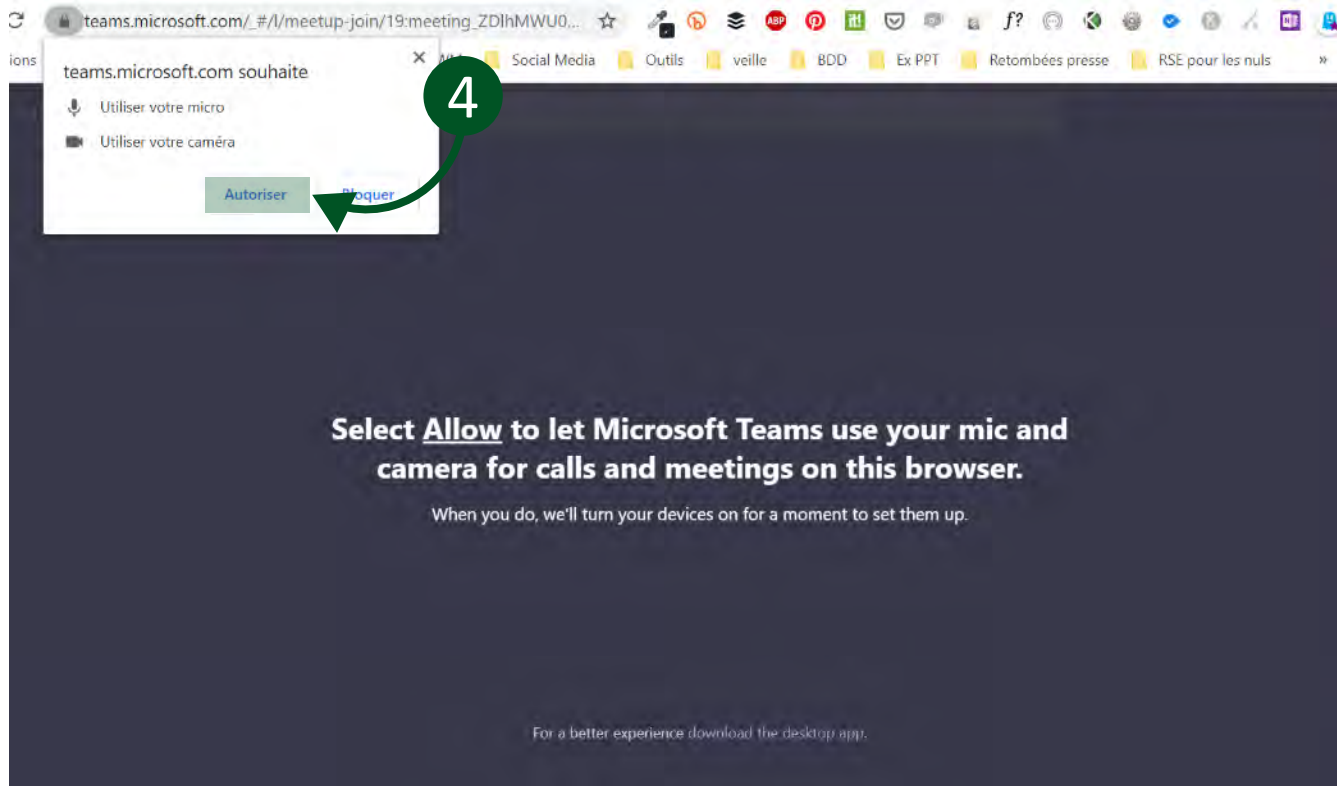 teams.microsoft.com/_#/l/meetup-join/19:meeting_ZDlhMWU0...
ABP
f?
ions
Social Media
Outils
veille
BDD
Ex PPT
Retombées presse
RSE pour les nuls
»
teams.microsoft.com souhaite
4
Utiliser votre micro
Utiliser votre caméra
Autoriser
Bloquer
Select Allow to let Microsoft Teams use your mic and
camera for calls and meetings on this browser.
When you do, we'll turn your devices on for a moment to set them up.
For a better experience download the desktop app.